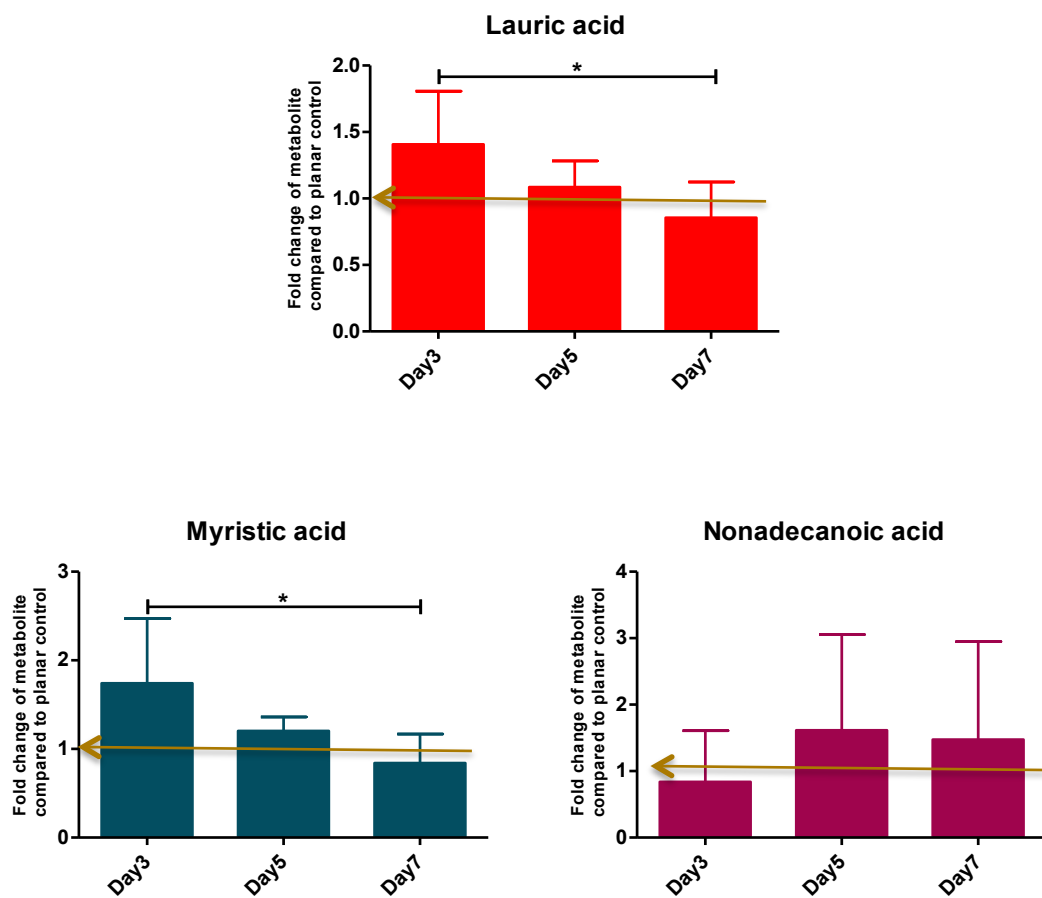 Lauric acid
Fold change of metabolite
compared to planar control
2.0
1.5
1.0
0.5
0.0
*
Day3
Day5
Day7
Myristic acid
Fold change of metabolite
compared to planar control
3
2
1
0
*
Day3
Day5
Day7
Nonadecanoic acid
Fold change of metabolite
compared to planar control
4
3
2
1
0
Day3
Day5
Day7